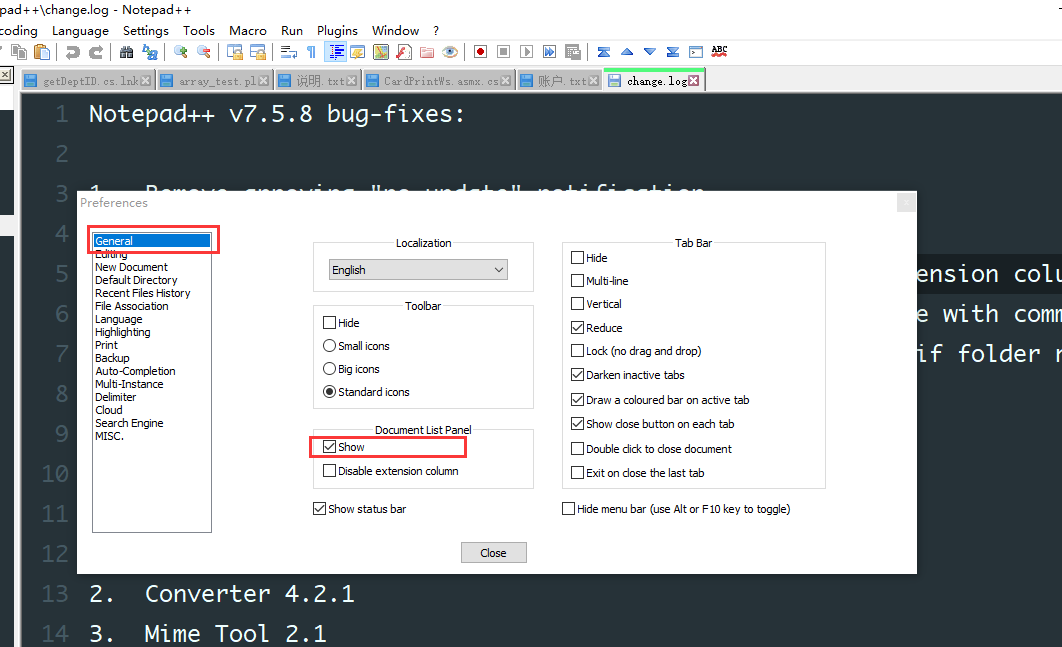 pad++\change.log - Notepad++
coding Language Settings Tools Macro Run Plugins Window ?
ABC
getDeptID.cs.lnk array_test.pl 说明.txt CardPrintWs.asmx.cs 账户.txt change.log
1 Notepad++ v7.5.8 bug-fixes:
2
3 1. Remove annoying "no update" notification
Preferences
General
Editing
New Document
Default Directory
Recent Files History
File Association
Language
Highlighting
Print
Backup
Auto-Completion
Multi-Instance
Delimiter
Cloud
Search Engine
MISC.
Localization
English
Toolbar
Hide
Small icons
Big icons
Standard icons
Document List Panel
Show
Disable extension column
Show status bar
Tab Bar
Hide
Multi-line
Vertical
Reduce
Lock (no drag and drop)
Darken inactive tabs
Draw a coloured bar on active tab
Show close button on each tab
Double click to close document
Exit on close the last tab
Hide menu bar (use Alt or F10 key to toggle)
Close
4
5 ension colu
6 e with comm
7 if folder
8
9
10
11
12
13 2. Converter 4.2.1
14 3. Mime Tool 2.1